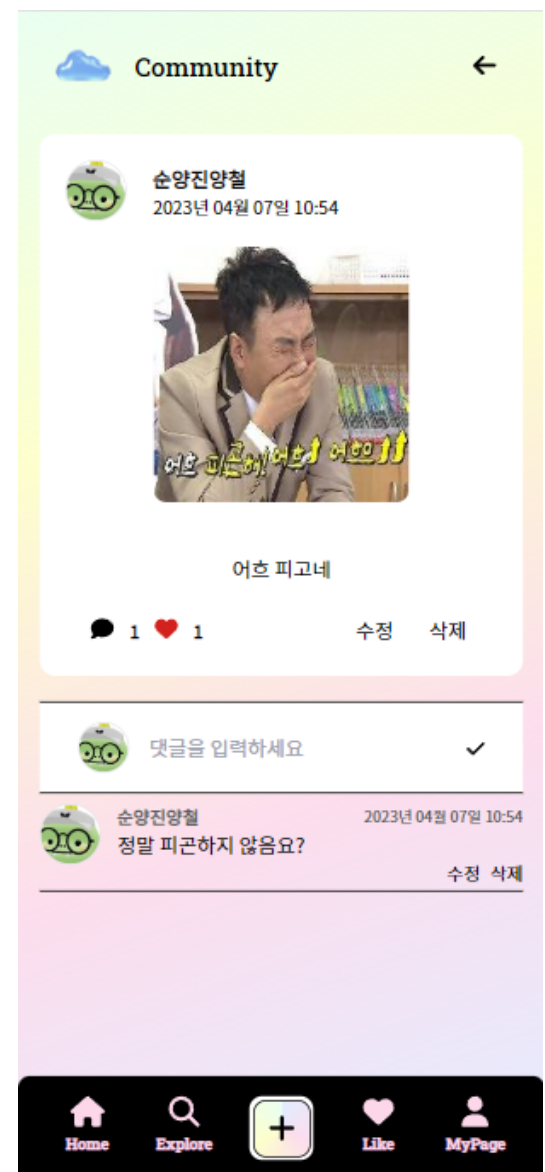 Community
순양진양철
2023년 04월 07일 10:54
어흐 피곤해! 어흐 어흐으
어흐 피고네
1 1 수정 삭제
댓글을 입력하세요
순양진양철 2023년 04월 07일 10:54
정말 피곤하지 않음요?
수정 삭제
Home Explore Like MyPage